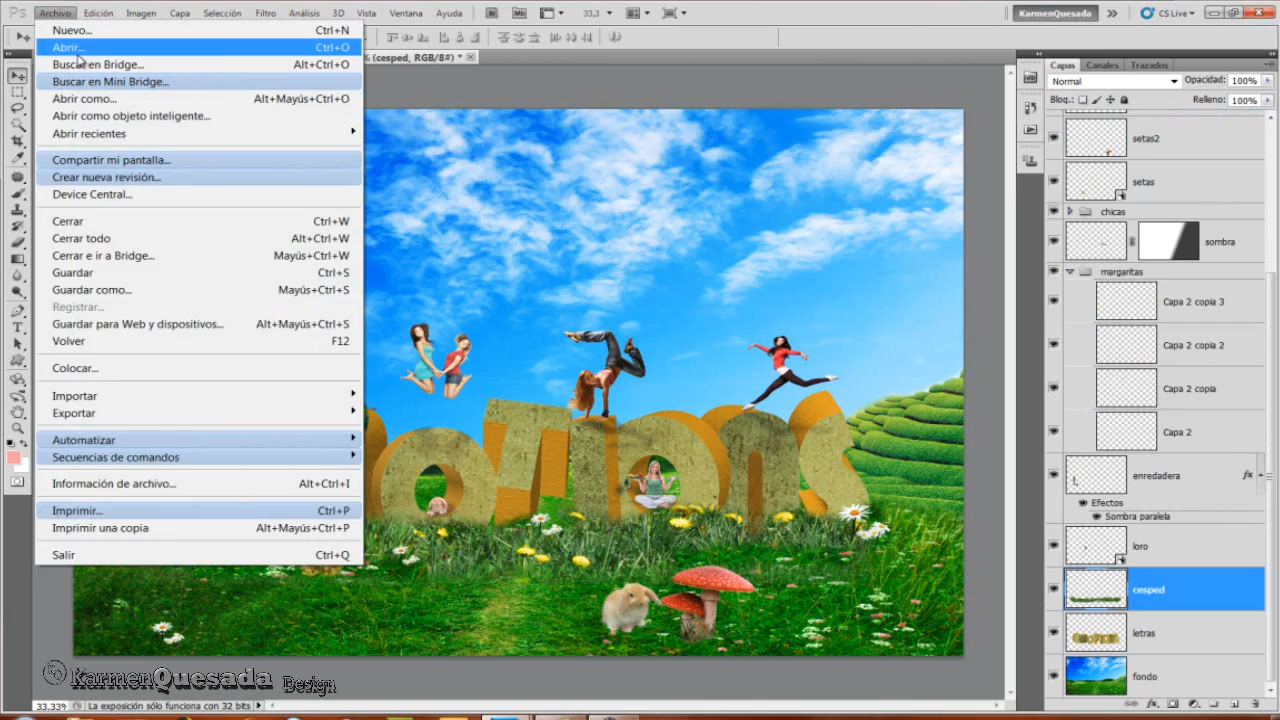 Ps Archivo Edición Imagen Capa Selección Filtro Análisis 3D Vista Ventana Ayuda Br Mb 33,3 KarmenQuesada CS Live
Nuevo... Ctrl+N
Abrir... Ctrl+O
Buscar en Bridge... Alt+Ctrl+O
Buscar en Mini Bridge...
Abrir como... Alt+Mayús+Ctrl+O
Abrir como objeto inteligente...
Abrir recientes
Compartir mi pantalla...
Crear nueva revisión...
Device Central...
Cerrar Ctrl+W
Cerrar todo Alt+Ctrl+W
Cerrar e ir a Bridge... Mayús+Ctrl+W
Guardar Ctrl+S
Guardar como... Mayús+Ctrl+S
Registrar...
Guardar para Web y dispositivos... Alt+Mayús+Ctrl+S
Volver F12
Colocar...
Importar
Exportar
Automatizar
Secuencias de comandos
Información de archivo... Alt+Ctrl+I
Imprimir... Ctrl+P
Imprimir una copia Alt+Mayús+Ctrl+P
Salir Ctrl+Q
% (cesped, RGB/8#) *
Capas Canales Trazados
Normal Opacidad: 100%
Bloq.: Relleno: 100%
setas2
setas
chicas
sombra
margaritas
Capa 2 copia 3
Capa 2 copia 2
Capa 2 copia
Capa 2
enredadera fx
Efectos
Sombra paralela
loro
cesped
letras
fondo
KarmenQuesada Design
33.33% La exposición sólo funciona con 32 bits